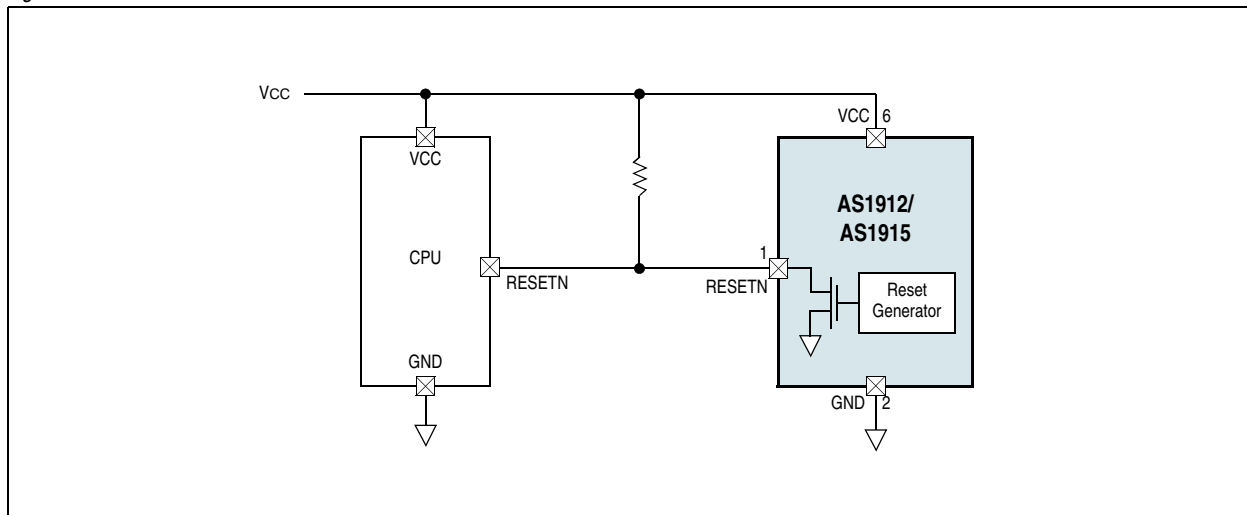 VCC
VCC 6
VCC
AS1912/
AS1915
CPU
1
RESETN
RESETN
Reset
Generator
GND
GND 2